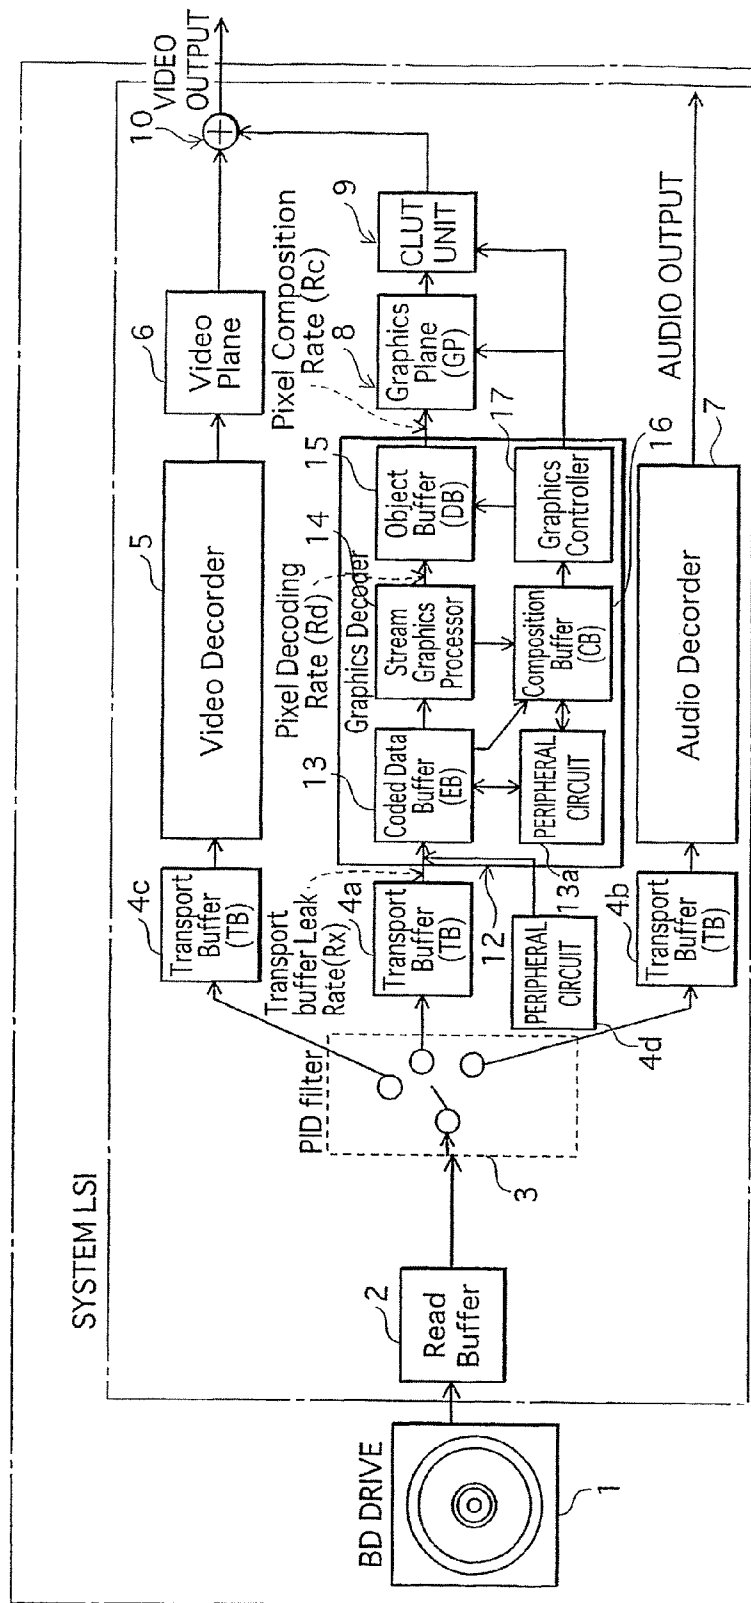 SYSTEM LSI
BD DRIVE
1
2
Read
Buffer
PID filter
3
4c
Transport
Buffer
(TB)
5
Video Decorder
6
Video
Plane
10
VIDEO
OUTPUT
Transport
buffer Leak
Rate(Rx)
4a
Transport
Buffer
(TB)
12
PERIPHERAL
CIRCUIT
4d
13
Coded Data
Buffer
(EB)
PERIPHERAL
CIRCUIT
13a
Pixel Decoding
Rate (Rd)
Graphics Decoder
14
Stream
Graphics
Processor
Composition
Buffer
(CB)
16
15
Object
Buffer
(DB)
17
Graphics
Controller
Pixel Composition
Rate (Rc)
8
Graphics
Plane
(GP)
9
CLUT
UNIT
4b
Transport
Buffer
(TB)
Audio Decorder
7
AUDIO OUTPUT